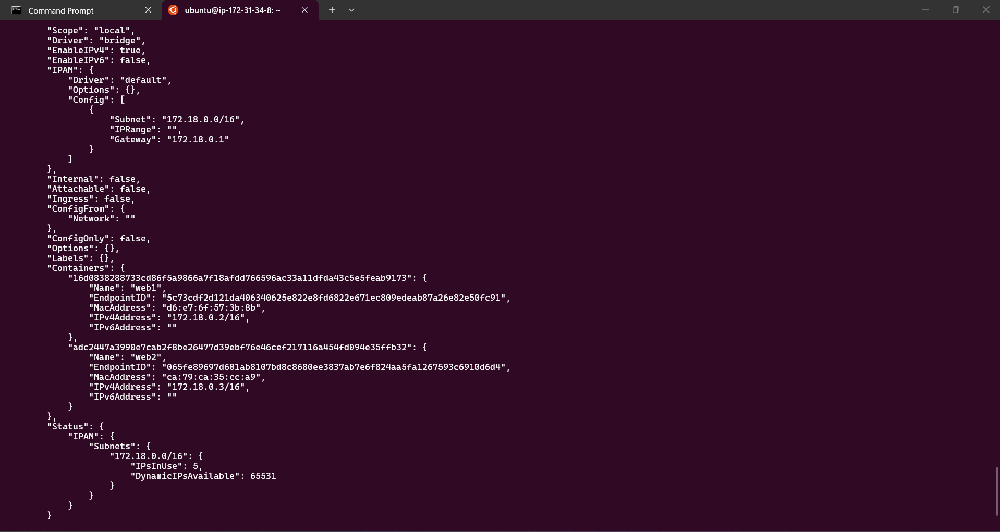 Command Prompt
ubuntu@ip-172-31-34-8: ~
"Scope": "local",
"Driver": "bridge",
"EnableIPv4": true,
"EnableIPv6": false,
"IPAM": {
"Driver": "default",
"Options": {},
"Config": [
{
"Subnet": "172.18.0.0/16",
"IPRange": "",
"Gateway": "172.18.0.1"
}
]
},
"Internal": false,
"Attachable": false,
"Ingress": false,
"ConfigFrom": {
"Network": ""
},
"ConfigOnly": false,
"Options": {},
"Labels": {},
"Containers": {
"16d0838288733cd86f5a9866a7f18afdd766596ac33a11dfda43c5e5feab9173": {
"Name": "web1",
"EndpointID": "5c73cdf2d121da406340625e822e8fd6822e671ec809edeab87a26e82e50fc91",
"MacAddress": "d6:e7:6f:57:3b:8b",
"IPv4Address": "172.18.0.2/16",
"IPv6Address": ""
},
"adc2447a3990e7cab2f8be26477d39ebf76e46cef217116a454fd094e35ffb32": {
"Name": "web2",
"EndpointID": "065fe89697d601ab8107bd8c8680ee3837ab7e6f824aa5fa1267593c6910d6d4",
"MacAddress": "ca:79:ca:35:cc:a9",
"IPv4Address": "172.18.0.3/16",
"IPv6Address": ""
}
},
"Status": {
"IPAM": {
"Subnets": {
"172.18.0.0/16": {
"IPsInUse": 5,
"DynamicIPsAvailable": 65531
}
}
}
}